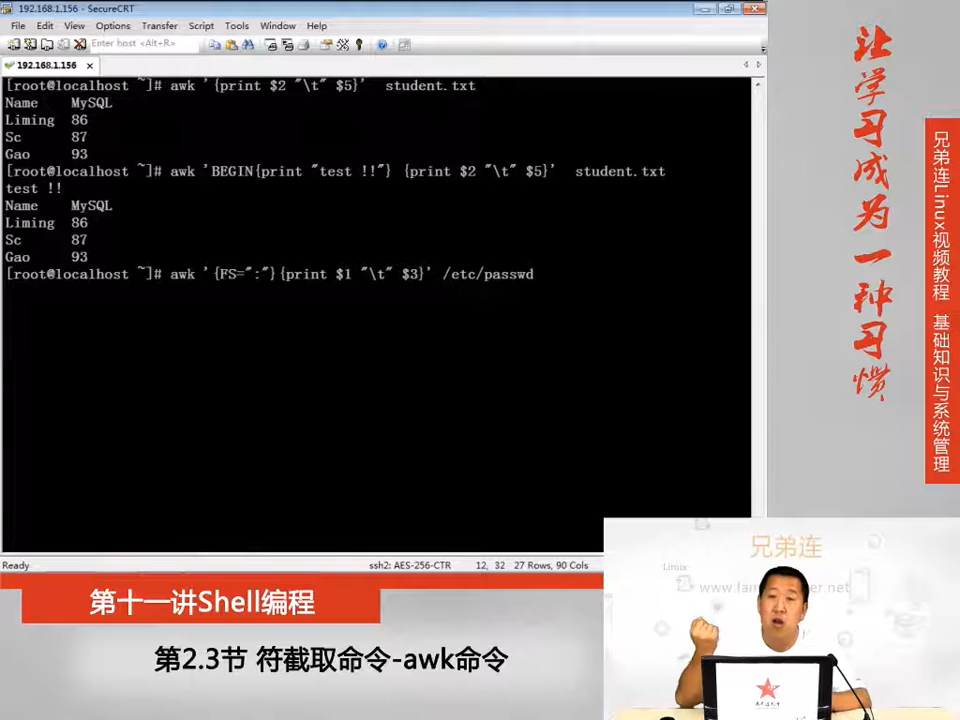 192.168.1.156 - SecureCRT
File Edit View Options Transfer Script Tools Window Help
Enter host <Alt+R>
192.168.1.156
[root@localhost ~]# awk '{print $2 "\t" $5}'  student.txt
Name MySQL
Liming 86
Sc 87
Gao 93
[root@localhost ~]# awk 'BEGIN{print "test !!"} {print $2 "\t" $5}'  student.txt
test !!
Name MySQL
Liming 86
Sc 87
Gao 93
[root@localhost ~]# awk '{FS=":"}{print $1 "\t" $3}' /etc/passwd
Ready ssh2: AES-256-CTR 12, 32 27 Rows, 90 Cols
让学习成为一种习惯
兄弟连Linux视频教程 基础知识与系统管理
兄弟连
Linux
第十一讲Shell编程
第2.3节 符截取命令-awk命令